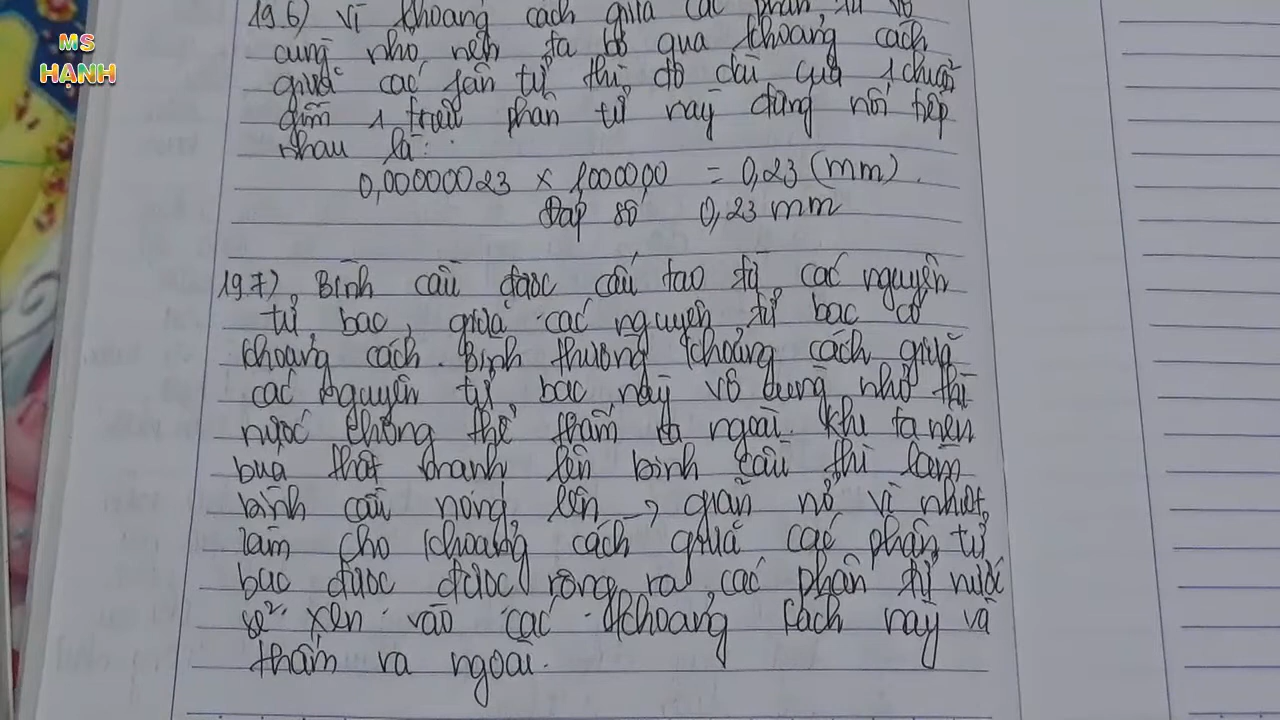 MS
HẠNH
19.6) Vì khoảng cách giữa các phân tử vô
cùng nhỏ nên ta bỏ qua khoảng cách
giữa các phân tử thì độ dài của 1 chuỗi
gồm 1 triệu phân tử này đứng nối tiếp
nhau là:
0,00000023 x 1000000 = 0,23 (mm).
Đáp số 0,23 mm
19.7) Bình cầu được cấu tạo từ các nguyên
tử bạc, giữa các nguyên tử bạc có
khoảng cách. Bình thường khoảng cách giữa
các nguyên tử bạc này vô cùng nhỏ thì
nước không thể thấm ra ngoài. Khi ta nén
búa thật mạnh lên bình cầu thì làm
bình cầu nóng lên → giãn nở vì nhiệt,
làm cho khoảng cách giữa các phân tử
bạc được được rộng ra, các phân tử nước
sẽ xen vào các khoảng cách này và
thấm ra ngoài.